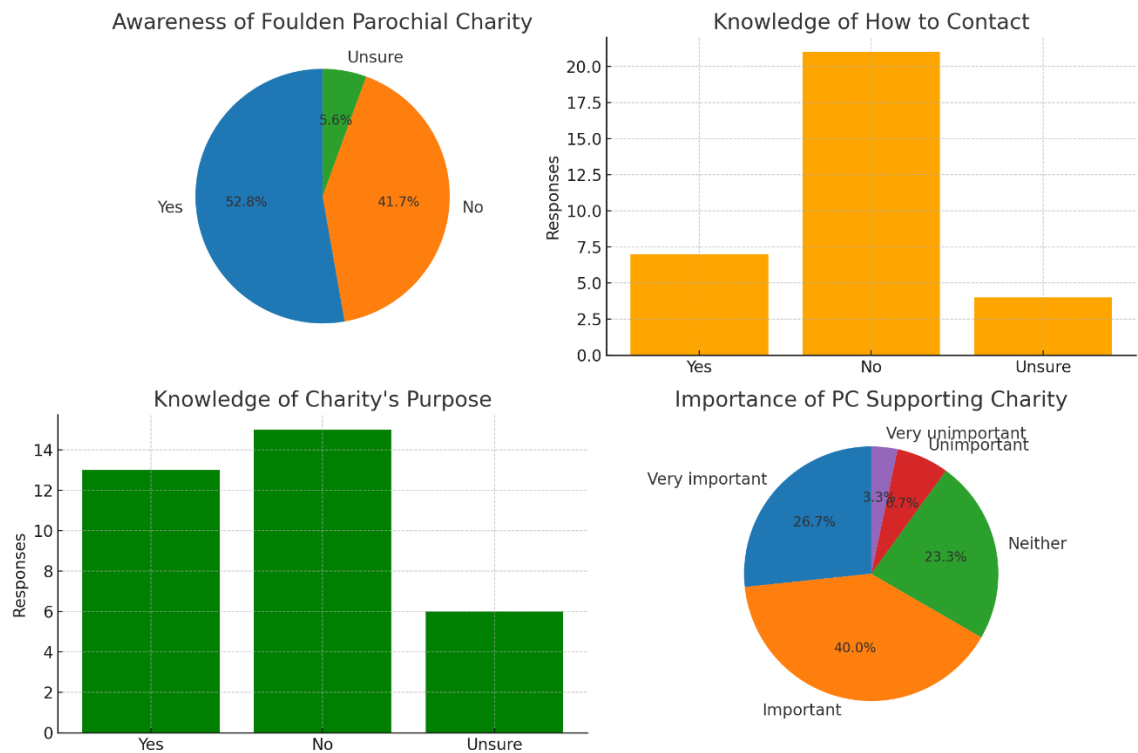 Awareness of Foulden Parochial Charity
Unsure
5.6%
Yes
52.8%
41.7%
No
Knowledge of How to Contact
20.0
17.5
15.0
12.5
10.0
7.5
5.0
2.5
0.0
Responses
Yes
No
Unsure
Knowledge of Charity's Purpose
14
12
10
8
6
4
2
0
Responses
Yes
No
Unsure
Importance of PC Supporting Charity
Very unimportant
Unimportant
Very important
3.3%
6.7%
26.7%
Neither
23.3%
40.0%
Important